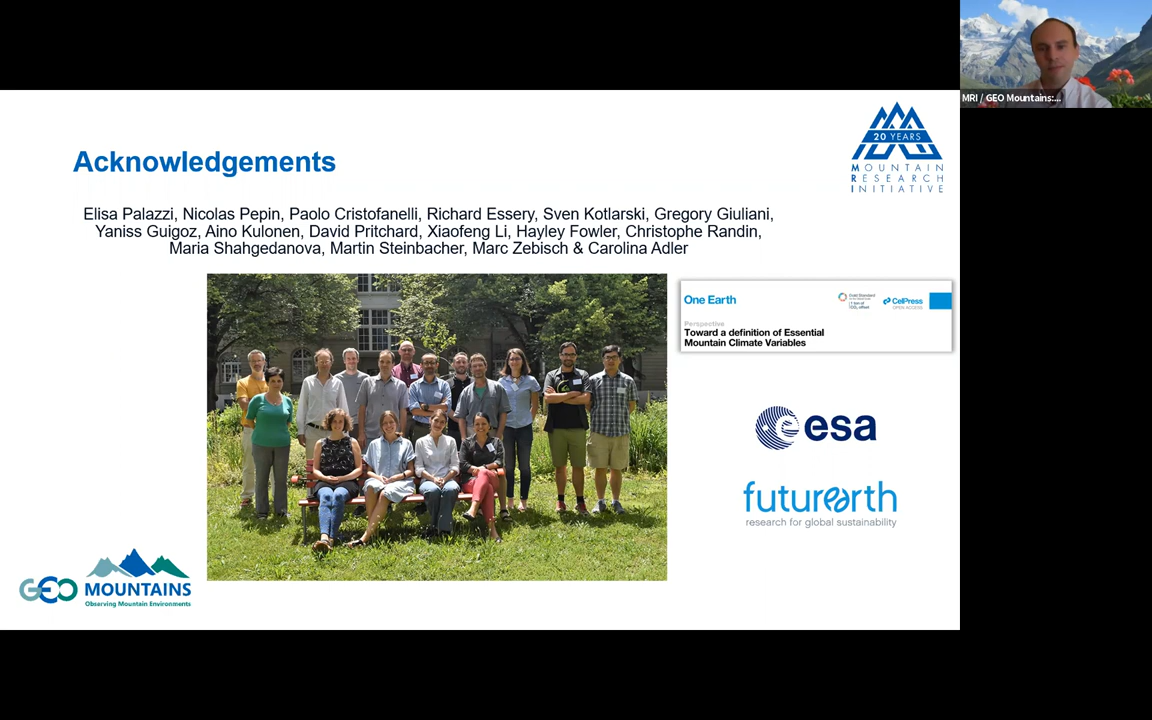 MRI / GEO Mountains:...
20 YEARS
MOUNTAIN
RESEARCH
INITIATIVE
Acknowledgements
Elisa Palazzi, Nicolas Pepin, Paolo Cristofanelli, Richard Essery, Sven Kotlarski, Gregory Giuliani,
Yaniss Guigoz, Aino Kulonen, David Pritchard, Xiaofeng Li, Hayley Fowler, Christophe Randin,
Maria Shahgedanova, Martin Steinbacher, Marc Zebisch & Carolina Adler
One Earth
CelPress
OPEN ACCESS
Perspective
Toward a definition of Essential
Mountain Climate Variables
esa
futurearth
research for global sustainability
GEO MOUNTAINS
Observing Mountain Environments